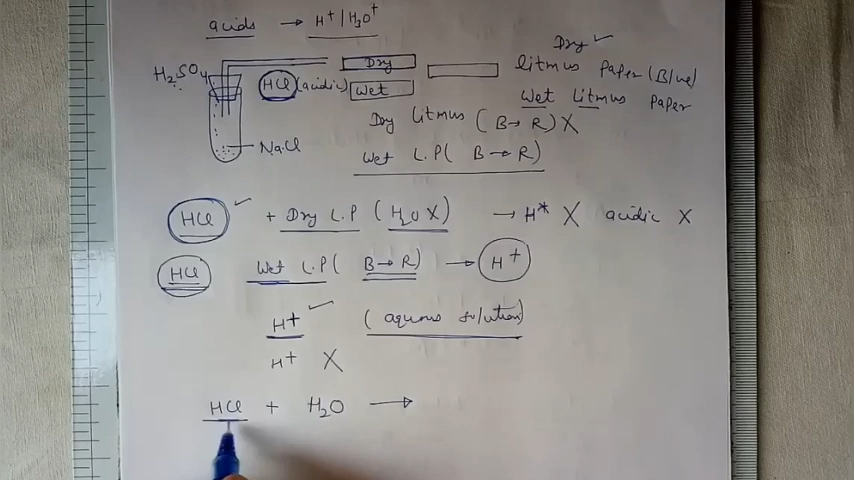 acids → H⁺/H₃O⁺
Dry ✓
H₂SO₄ Dry litmus Paper (Blue)
HCl (acidic) Wet Wet Litmus Paper
Dry litmus (B→R) X
NaCl
Wet L.P( B→R)
HCl ✓ + Dry L.P (H₂O X) → H* X acidic X
HCl Wet L.P( B→R) → H⁺
H⁺ ✓ (aquous solution)
H⁺ X
HCl + H₂O →